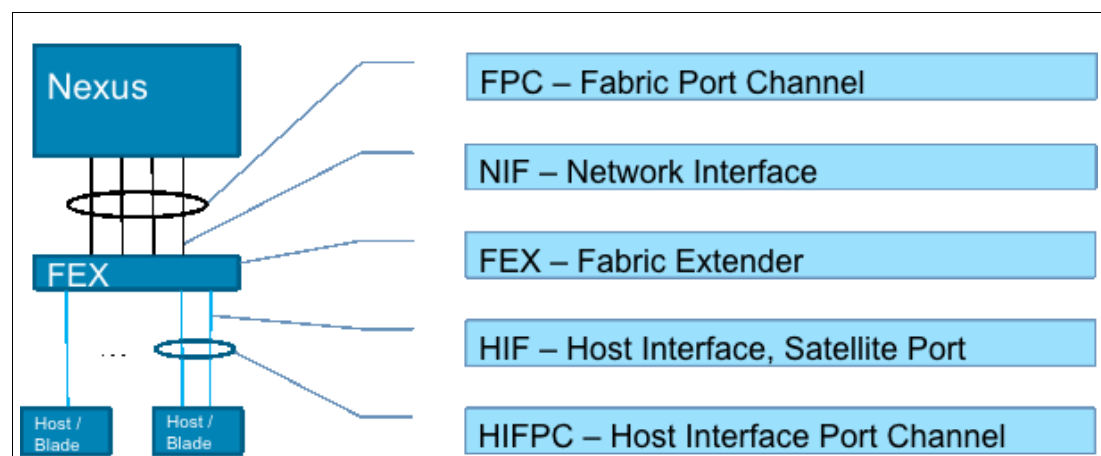 Nexus
FPC – Fabric Port Channel
NIF – Network Interface
FEX
FEX – Fabric Extender
HIF – Host Interface, Satellite Port
...
Host /
Blade
Host /
Blade
HIFPC – Host Interface Port Channel